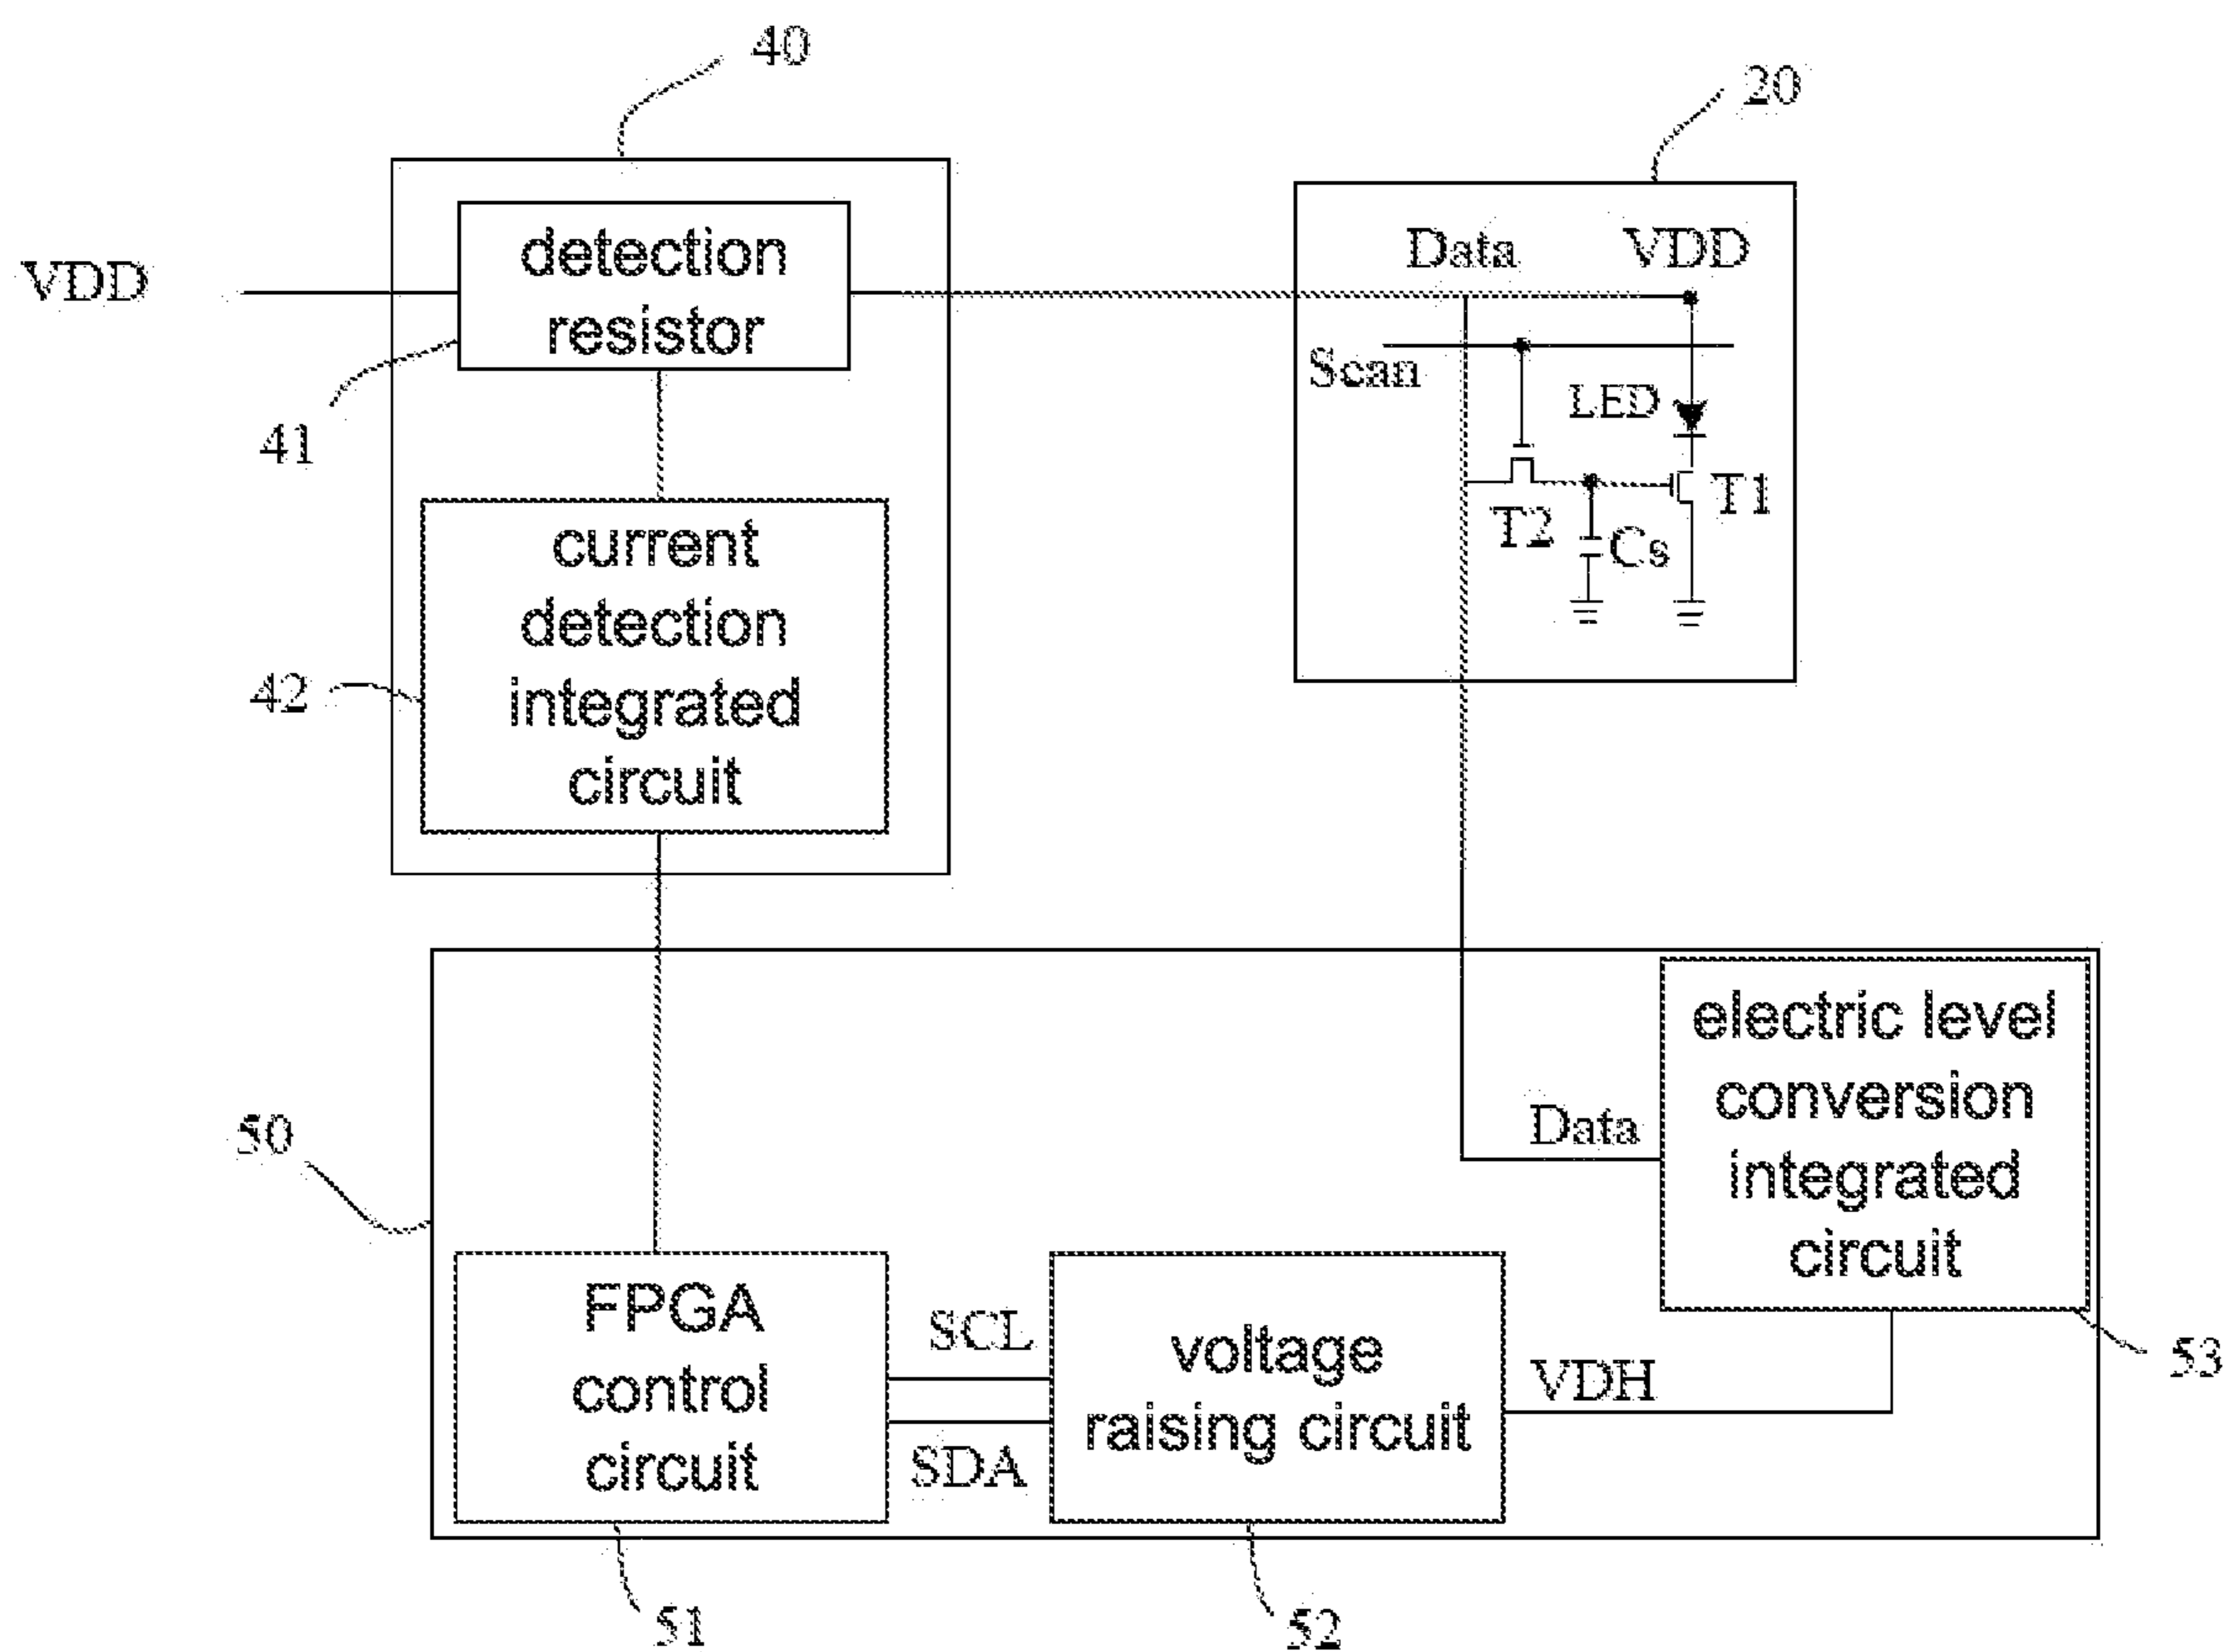 40
20
VDD
detection
resistor
41
Data
VDD
Scan
LED
T1
T2
Cs
current
detection
integrated
circuit
42
50
electric level
conversion
integrated
circuit
Data
FPGA
control
circuit
SCL
SDA
voltage
raising circuit
VDH
53
51
52